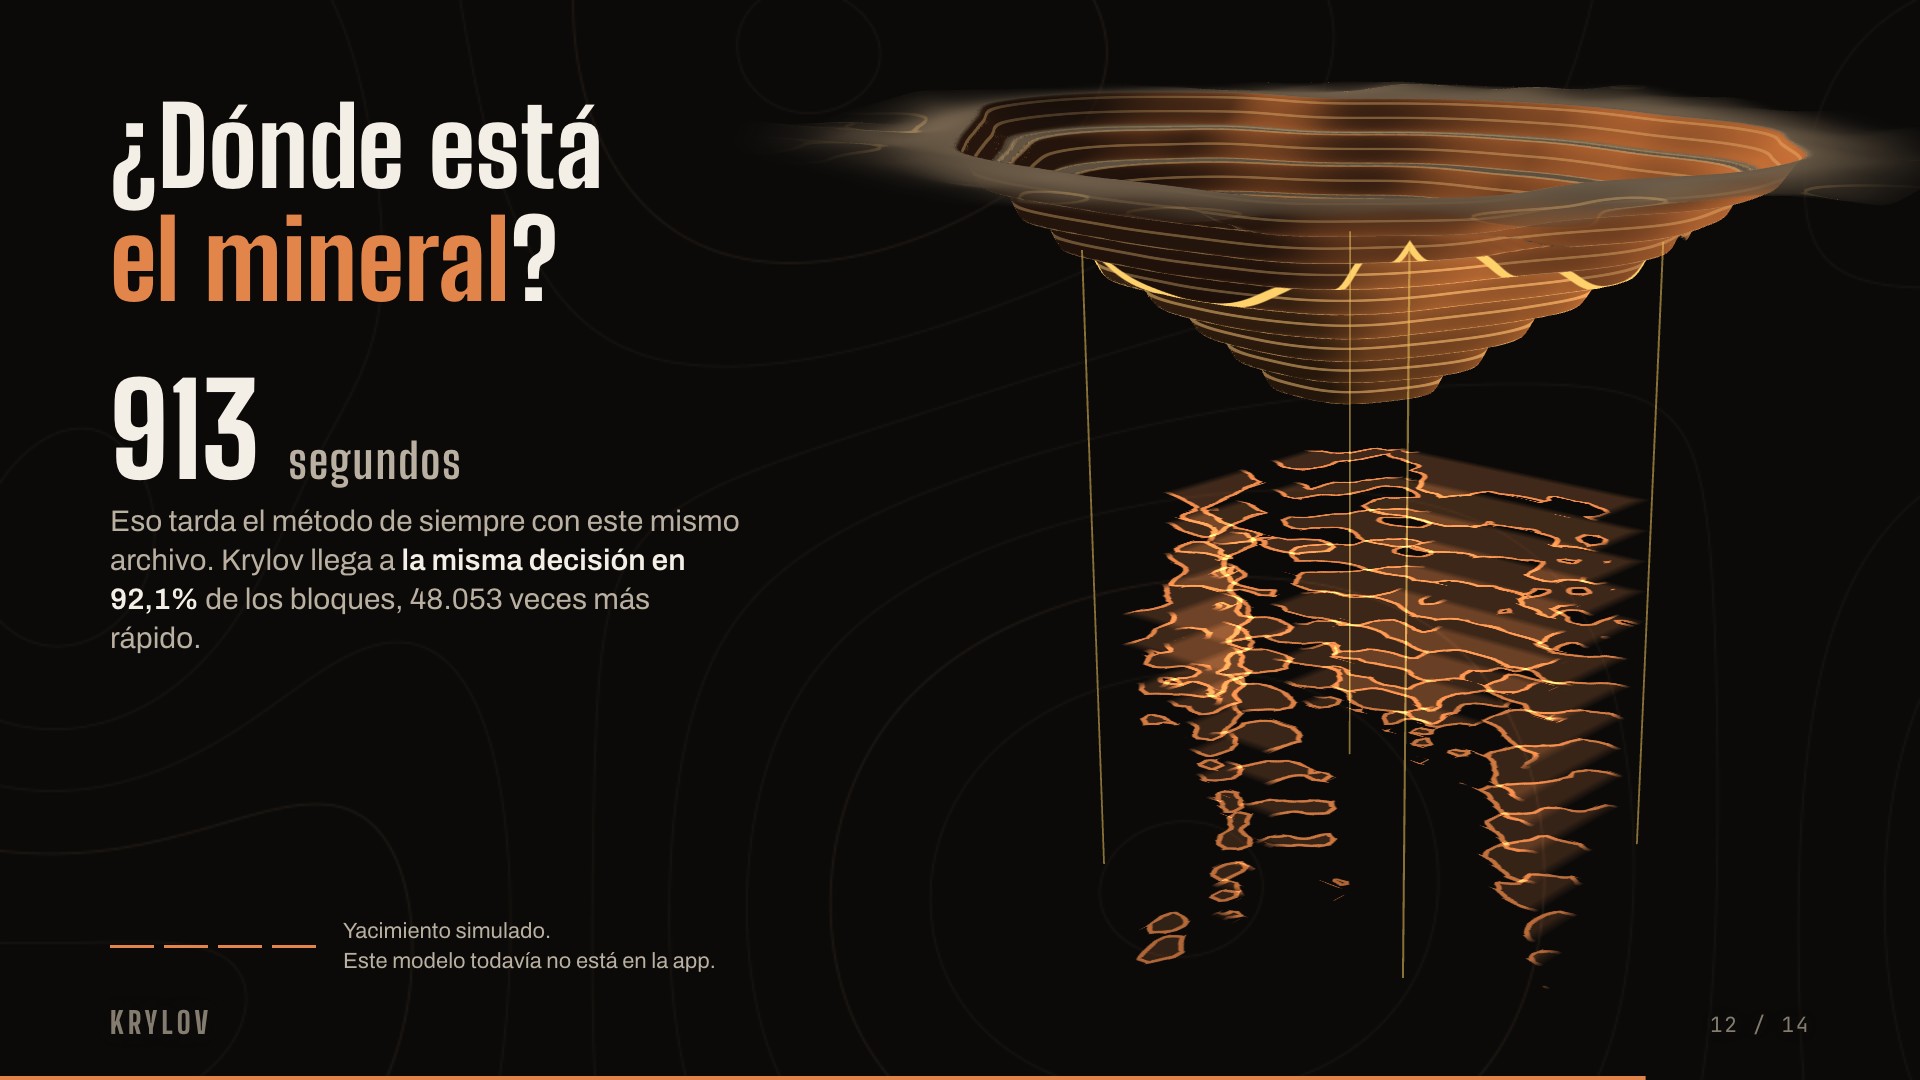 ¿Dónde está
el mineral?
913 segundos
Eso tarda el método de siempre con este mismo
archivo. Krylov llega a la misma decisión en
92,1% de los bloques, 48.053 veces más
rápido.
Yacimiento simulado.
Este modelo todavía no está en la app.
KRYLOV
12 / 14